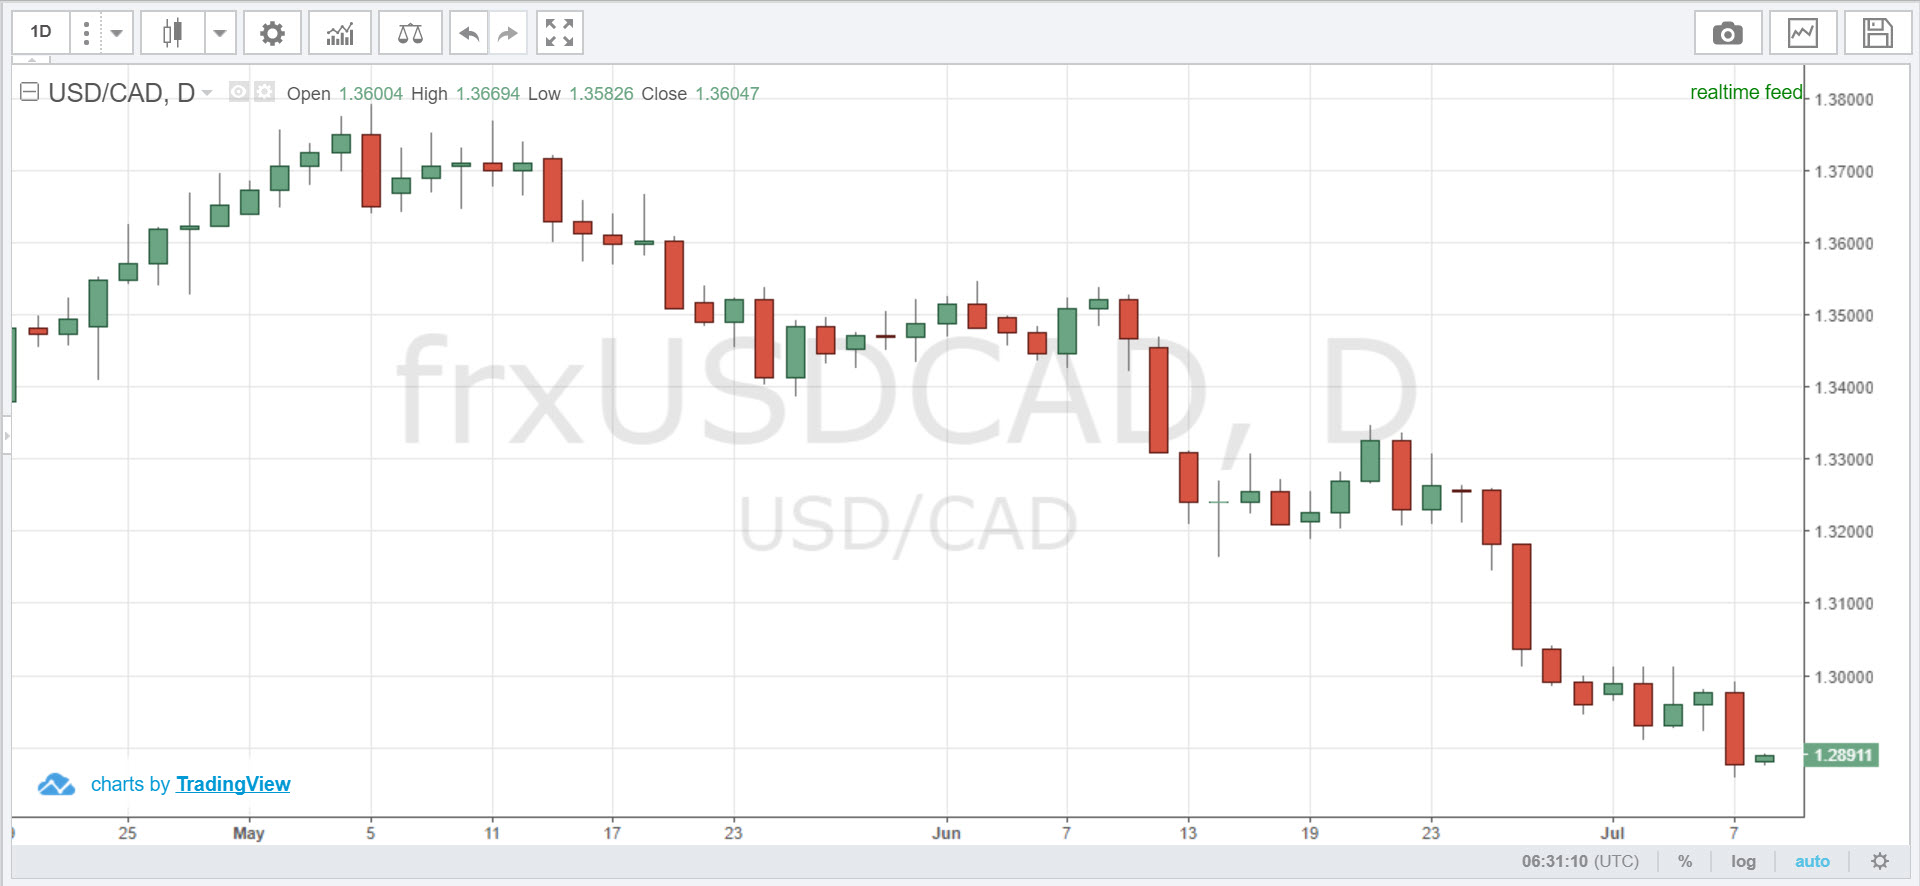 1D
USD/CAD, D Open 1.36004 High 1.36694 Low 1.35826 Close 1.36047
realtime feed
1.38000
1.37000
1.36000
1.35000
1.34000
1.33000
1.32000
1.31000
1.30000
1.28911
frxUSDCAD, D
USD/CAD
charts by TradingView
25 May 5 11 17 23 Jun 7 13 19 23 Jul 7
06:31:10 (UTC) % log auto